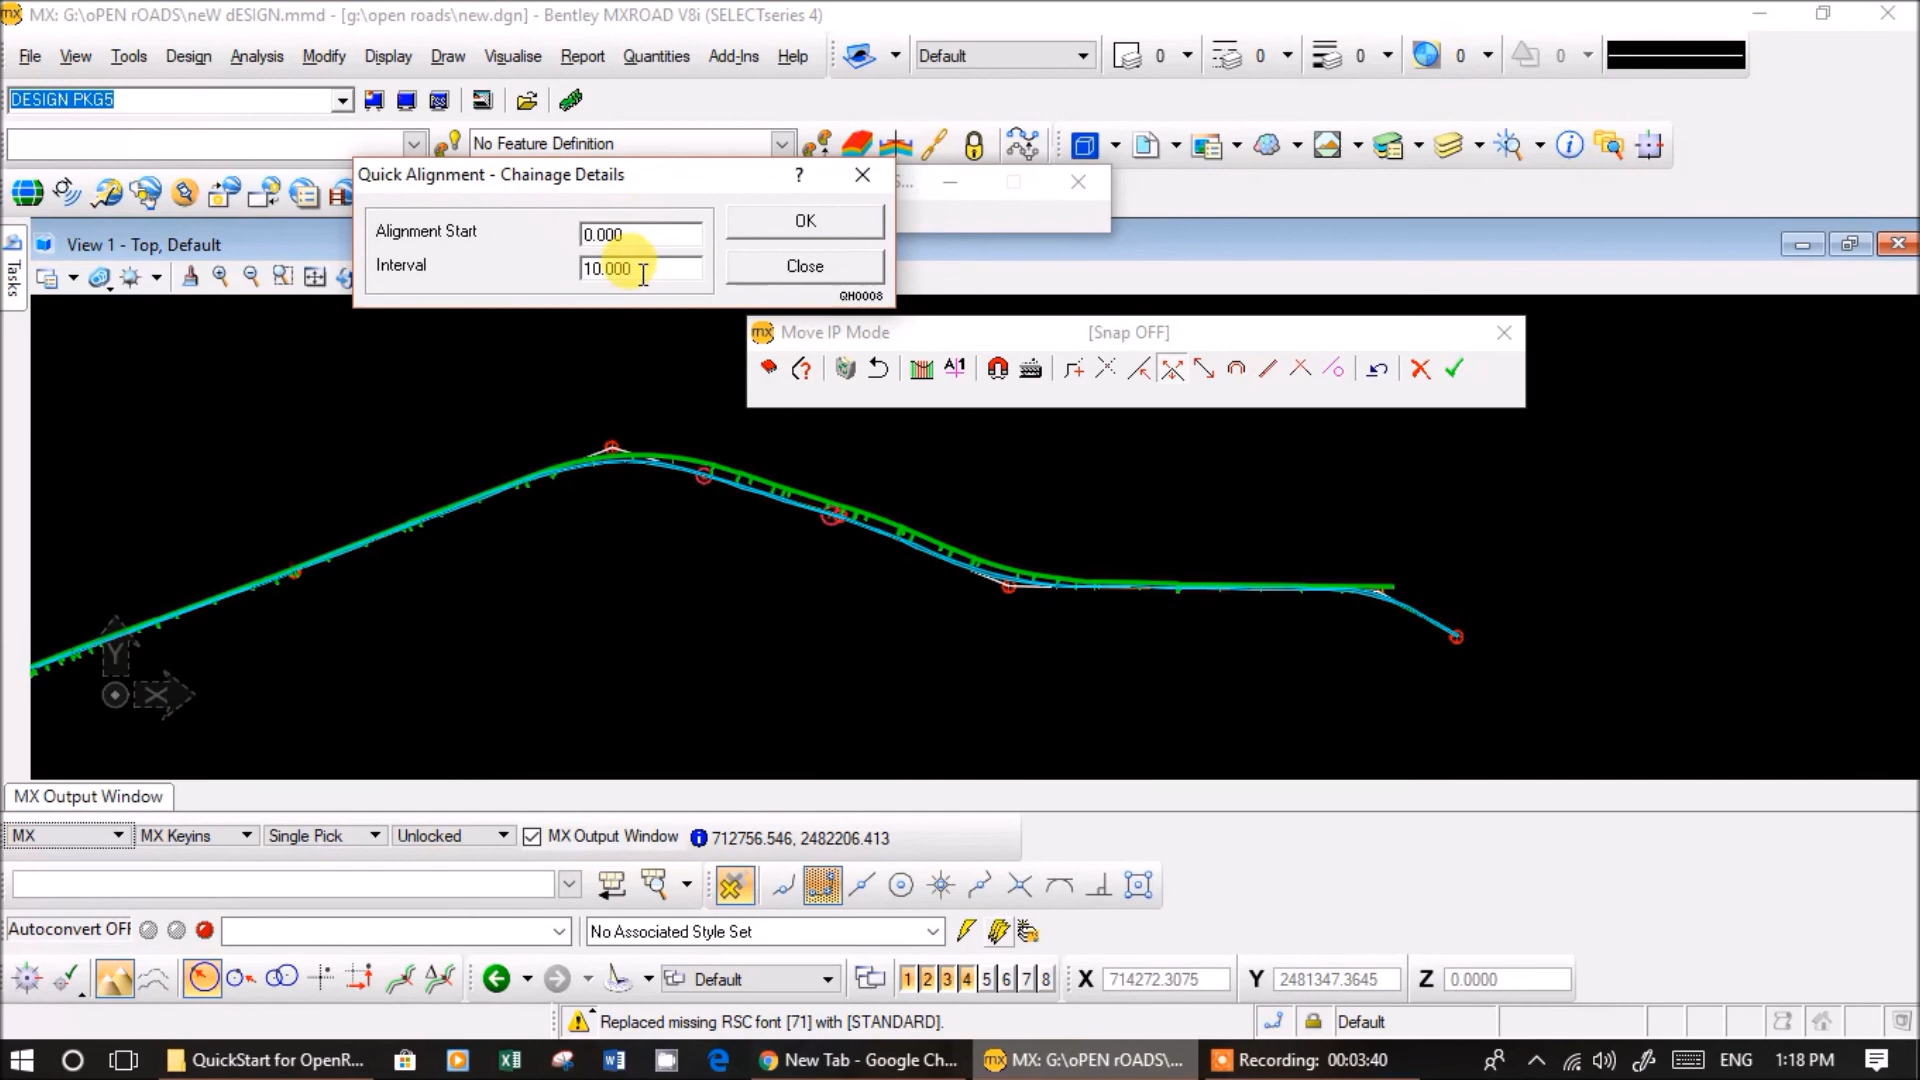 MX: G:\oPEN rOADS\neW dESIGN.mmd - [g:\open roads\new.dgn] - Bentley MXROAD V8i (SELECTseries 4)
File View Tools Design Analysis Modify Display Draw Visualise Report Quantities Add-Ins Help Default 0 0 0 0 0
DESIGN PKG5
No Feature Definition
Quick Alignment - Chainage Details ? s...
Alignment Start 0.000 OK
Interval 10.000 Close
QH0008
View 1 - Top, Default
Tasks
Move IP Mode [Snap OFF]
Y
X
MX Output Window
MX MX Keyins Single Pick Unlocked MX Output Window 712756.546, 2482206.413
Autoconvert OFF No Associated Style Set
Default 1 2 3 4 5 6 7 8 X 714272.3075 Y 2481347.3645 Z 0.0000
Replaced missing RSC font [71] with [STANDARD]. Default
QuickStart for OpenR... New Tab - Google Ch... MX: G:\oPEN rOADS\... Recording: 00:03:40 ENG 1:18 PM